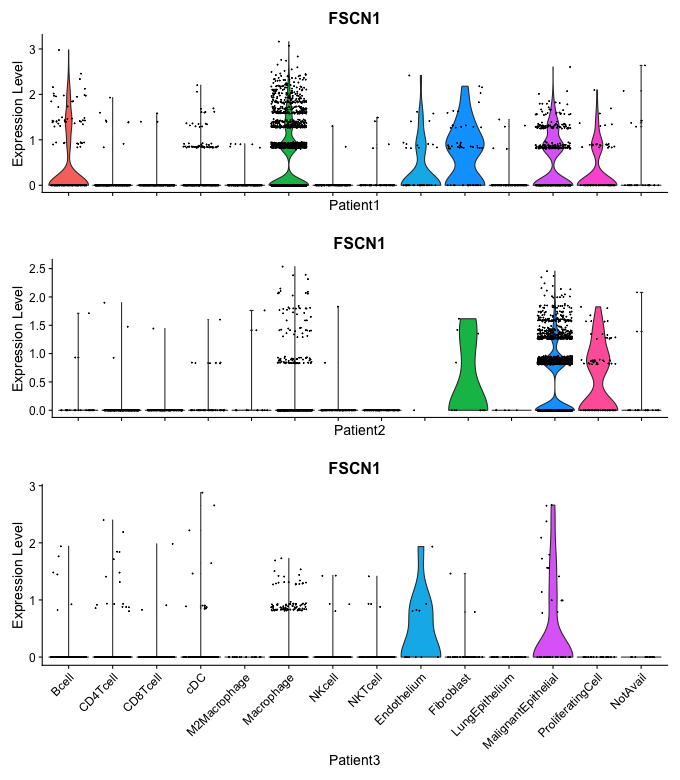 FSCN1
Expression Level
3
2
1
0
Patient1
FSCN1
Expression Level
2.5
2.0
1.5
1.0
0.5
0.0
Patient2
FSCN1
Expression Level
3
2
1
0
Bcell
CD4Tcell
CD8Tcell
cDC
M2Macrophage
Macrophage
NKcell
NKTcell
Endothelium
Fibroblast
LungEpithelium
MalignantEpithelial
ProliferatingCell
NotAvail
Patient3